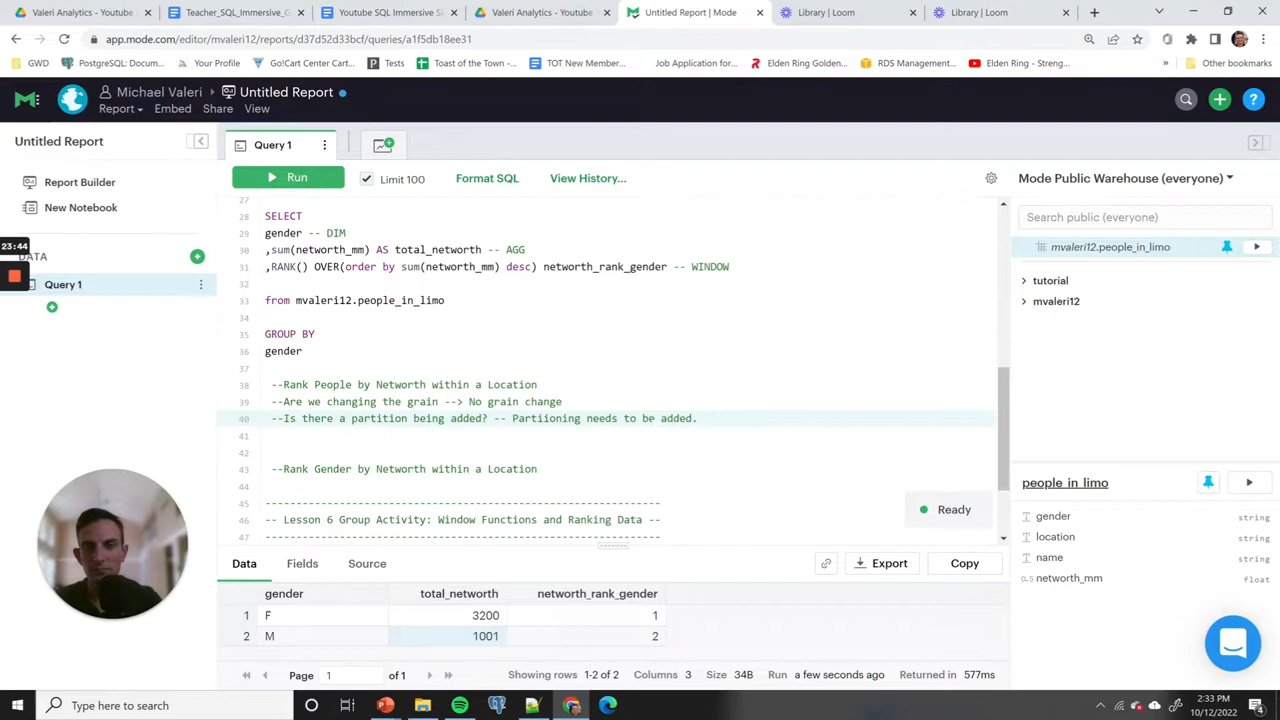 Valeri Analytics - Youtube
Teacher_SQL_Immersive_G
Youtube SQL Immersive S
Valeri Analytics - Youtube
Untitled Report | Mode
Library | Loom
Library | Loom
app.mode.com/editor/mvaleri12/reports/d37d52d33bcf/queries/a1f5db18ee31
GWD
PostgreSQL: Docum...
Your Profile
Go!Cart Center Cart...
Tests
Toast of the Town -...
TOT New Member...
Job Application for...
Elden Ring Golden...
RDS Management...
Elden Ring - Streng...
»
Other bookmarks
Michael Valeri > Untitled Report
Report Embed Share View
Untitled Report
Report Builder
New Notebook
23:44
DATA
Query 1
Query 1
Run
Limit 100
Format SQL
View History...
27
28 SELECT
29 gender -- DIM
30 ,sum(networth_mm) AS total_networth -- AGG
31 ,RANK() OVER(order by sum(networth_mm) desc) networth_rank_gender -- WINDOW
32
33 from mvaleri12.people_in_limo
34
35 GROUP BY
36 gender
37
38 --Rank People by Networth within a Location
39 --Are we changing the grain --> No grain change
40 --Is there a partition being added? -- Partiioning needs to be added.
41
42
43 --Rank Gender by Networth within a Location
44
45 -----------------------------------------------------------------
46 -- Lesson 6 Group Activity: Window Functions and Ranking Data --
47 -----------------------------------------------------------------
Ready
Mode Public Warehouse (everyone)
Search public (everyone)
mvaleri12.people_in_limo
tutorial
mvaleri12
people_in_limo
gender string
location string
name string
0.5 networth_mm float
Data Fields Source
Export
Copy
gender total_networth networth_rank_gender
1 F 3200 1
2 M 1001 2
Page 1 of 1
Showing rows 1-2 of 2 Columns 3 Size 34B Run a few seconds ago Returned in 577ms
Type here to search
2:33 PM
10/12/2022